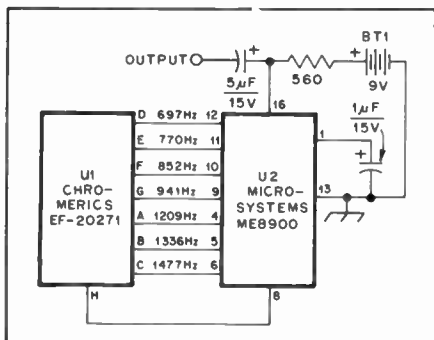 BT1
OUTPUT
+
+
5μF
15V
560
9V
1μF
15V
16
+
1
13
D 697Hz 12
E 770Hz 11
F 852Hz 10
G 941Hz 9
A 1209Hz 4
B 1336Hz 5
C 1477Hz 6
H
8
U1
CHRO-
MERICS
EF-20271
U2
MICRO-
SYSTEMS
ME8900